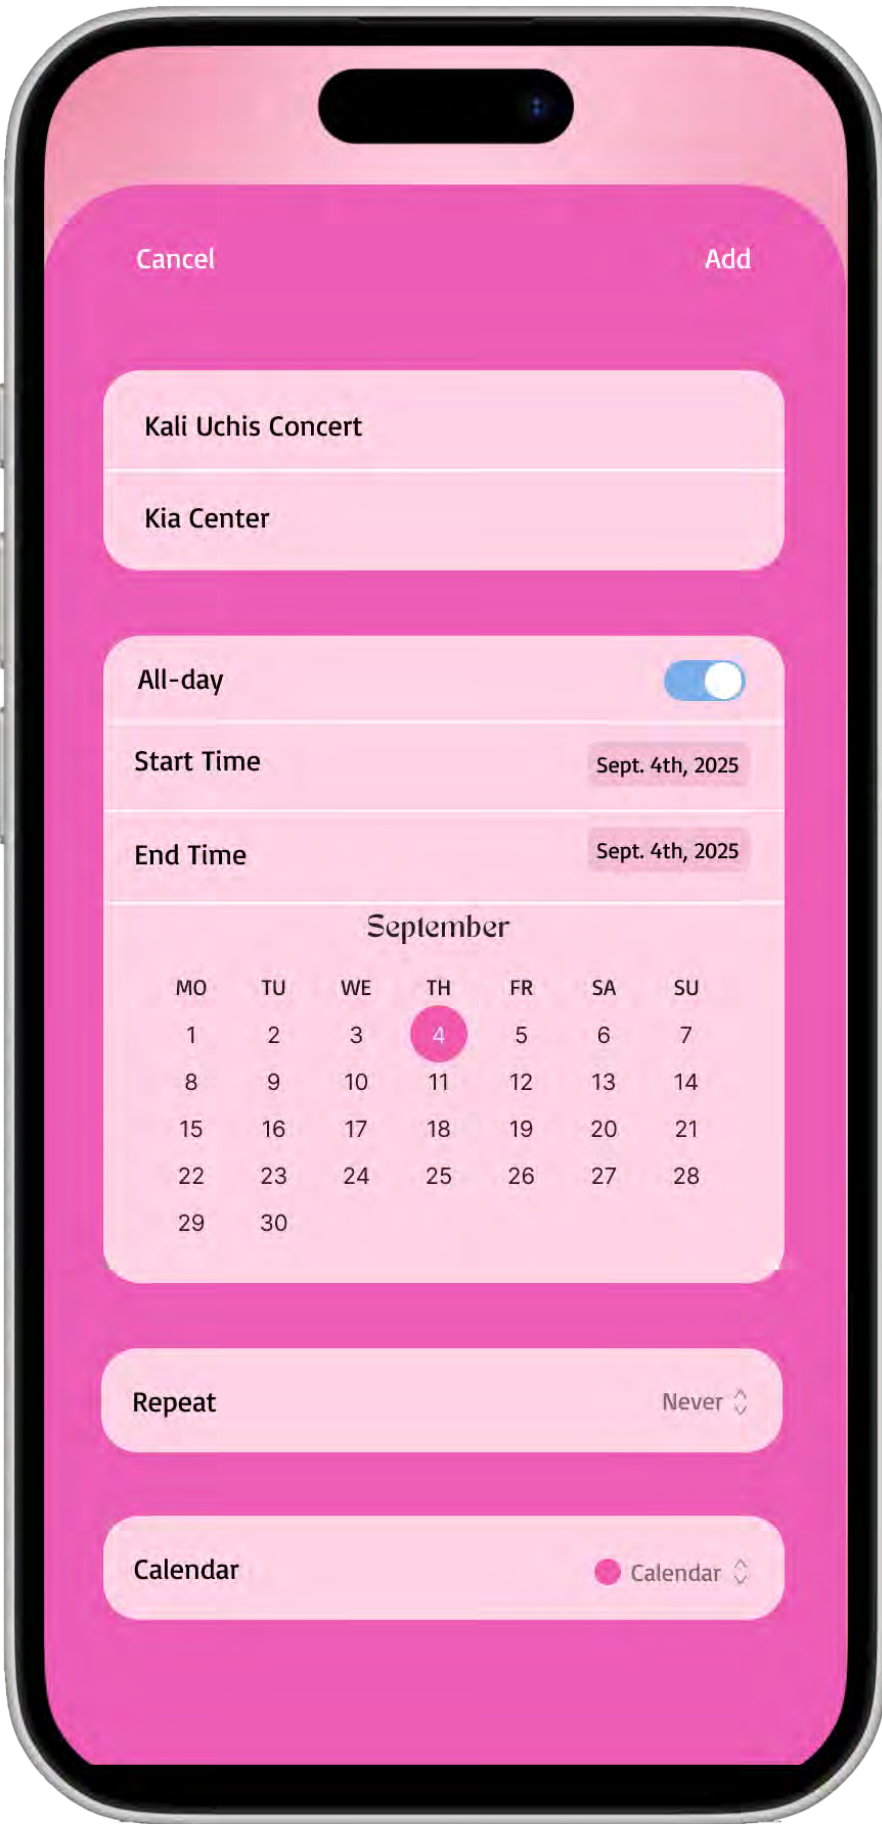 Cancel Add
Kali Uchis Concert
Kia Center
All-day
Start Time Sept. 4th, 2025
End Time Sept. 4th, 2025
September
MO TU WE TH FR SA SU
1 2 3 4 5 6 7
8 9 10 11 12 13 14
15 16 17 18 19 20 21
22 23 24 25 26 27 28
29 30
Repeat Never
Calendar Calendar